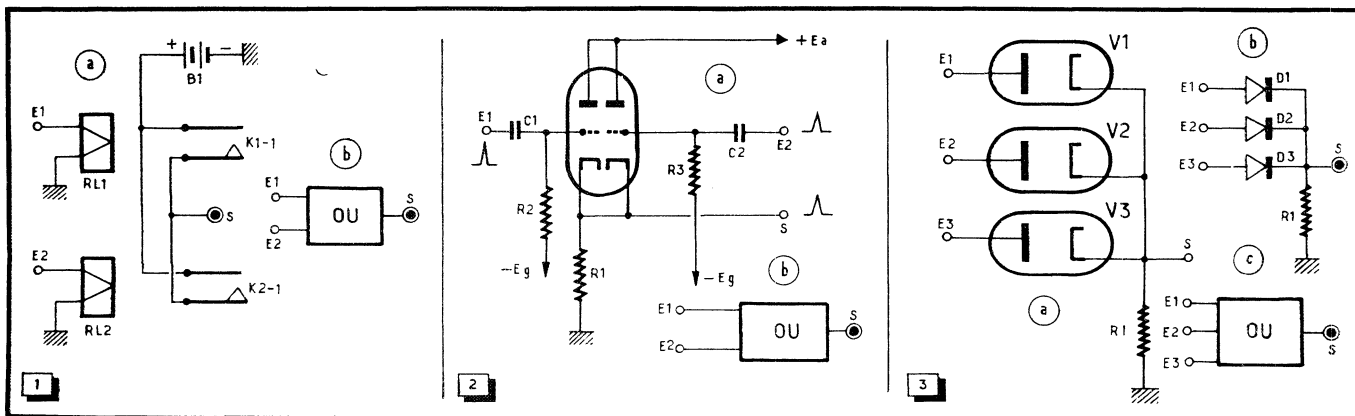 a
+ -
B1
E1
RL1
K1-1
S
b
E1
E2
OU
S
E2
RL2
K2-1
1
+Ea
a
E1
C1
C2
E2
R2
R3
S
-Eg
R1
-Eg
b
E1
E2
OU
S
2
V1
E1
V2
E2
V3
E3
S
a
R1
b
E1
D1
E2
D2
E3
D3
S
R1
c
E1
E2
E3
OU
S
3